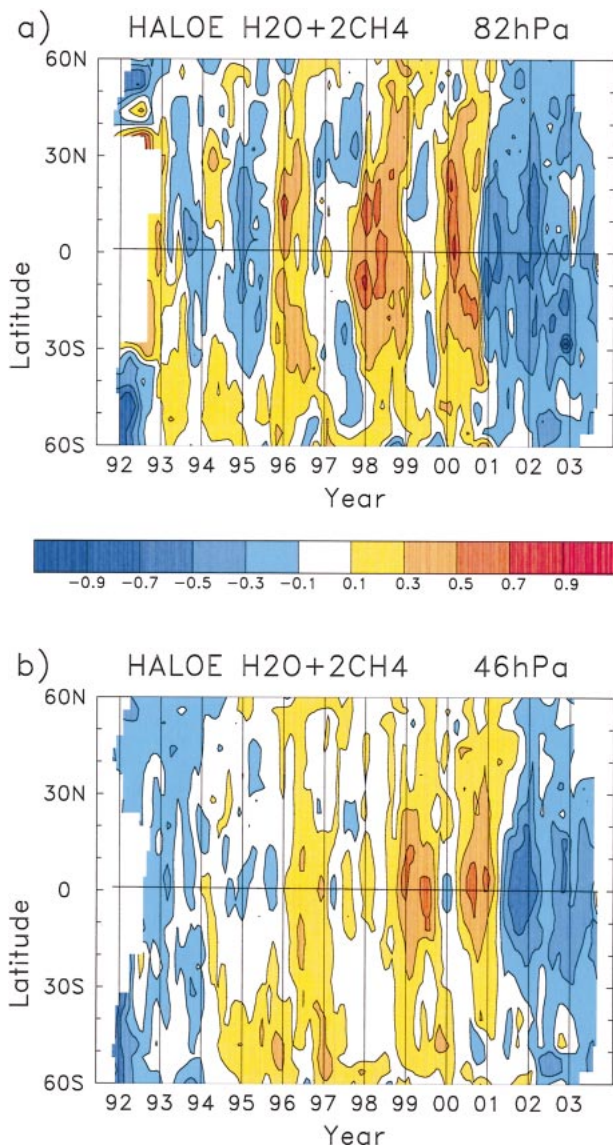 a) HALOE H2O+2CH4 82hPa
60N
30N
0
30S
60S
Latitude
92 93 94 95 96 97 98 99 00 01 02 03
Year
-0.9 -0.7 -0.5 -0.3 -0.1 0.1 0.3 0.5 0.7 0.9
b) HALOE H2O+2CH4 46hPa
60N
30N
0
30S
60S
Latitude
92 93 94 95 96 97 98 99 00 01 02 03
Year